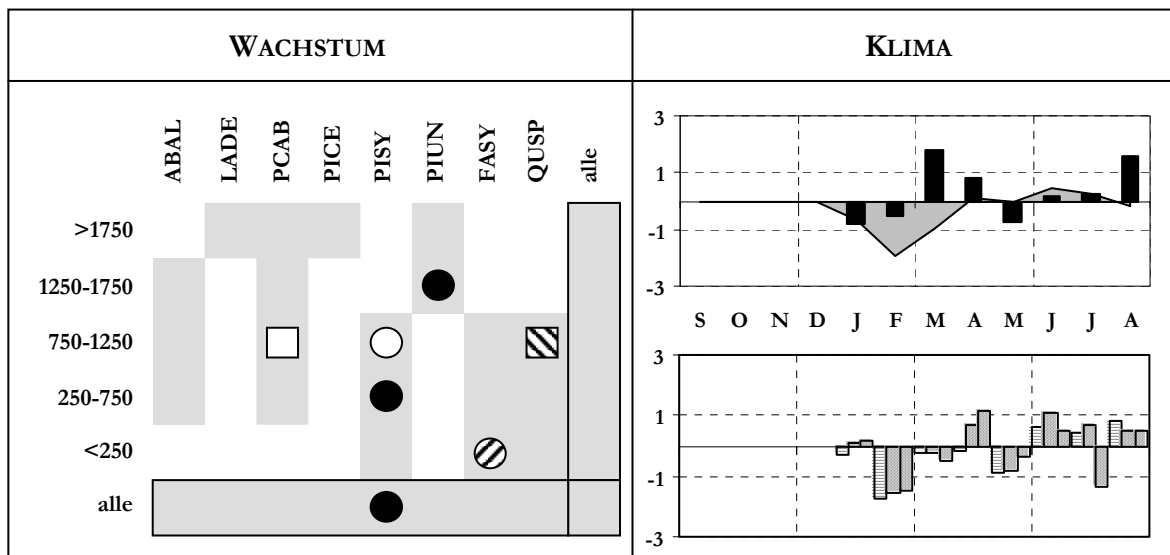 WACHSTUM
KLIMA
ABAL LADE PCAB PICE PISY PIUN FASY QUSP alle
>1750
1250-1750
750-1250
250-750
<250
alle
3
1
-1
-3
S O N D J F M A M J J A
3
1
-1
-3